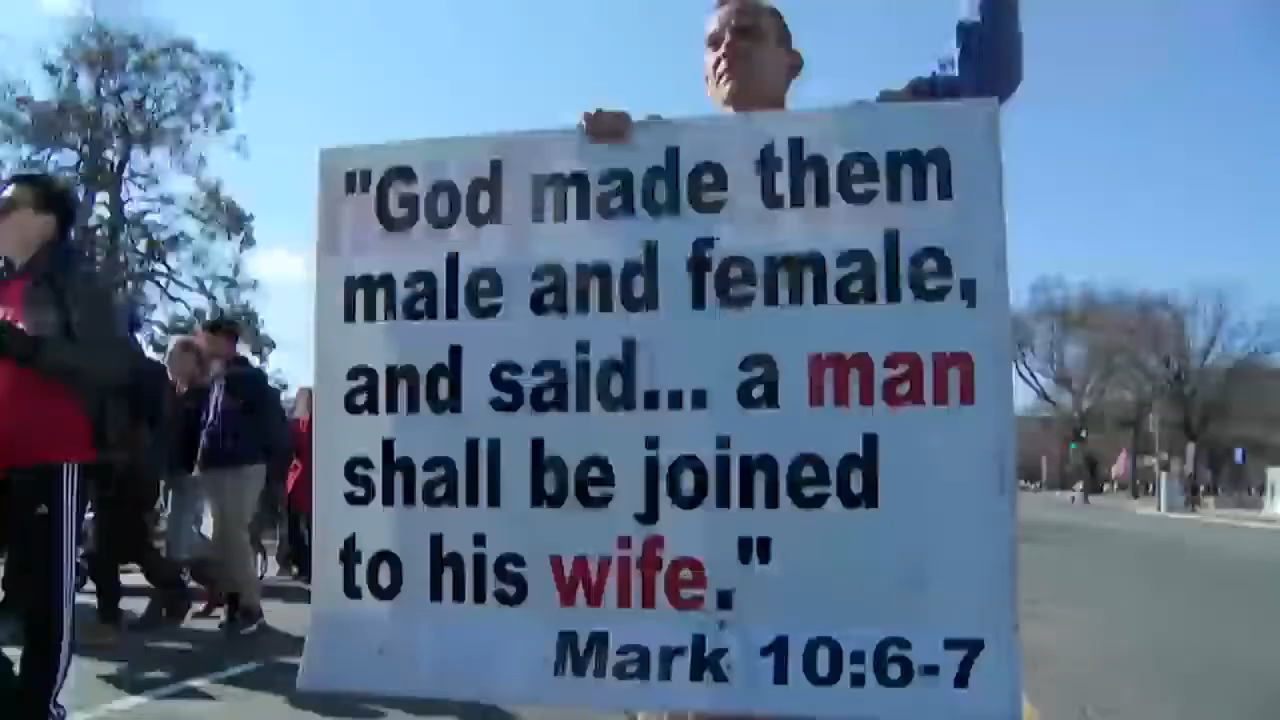 "God made them
male and female,
and said... a man
shall be joined
to his wife."
Mark 10:6-7